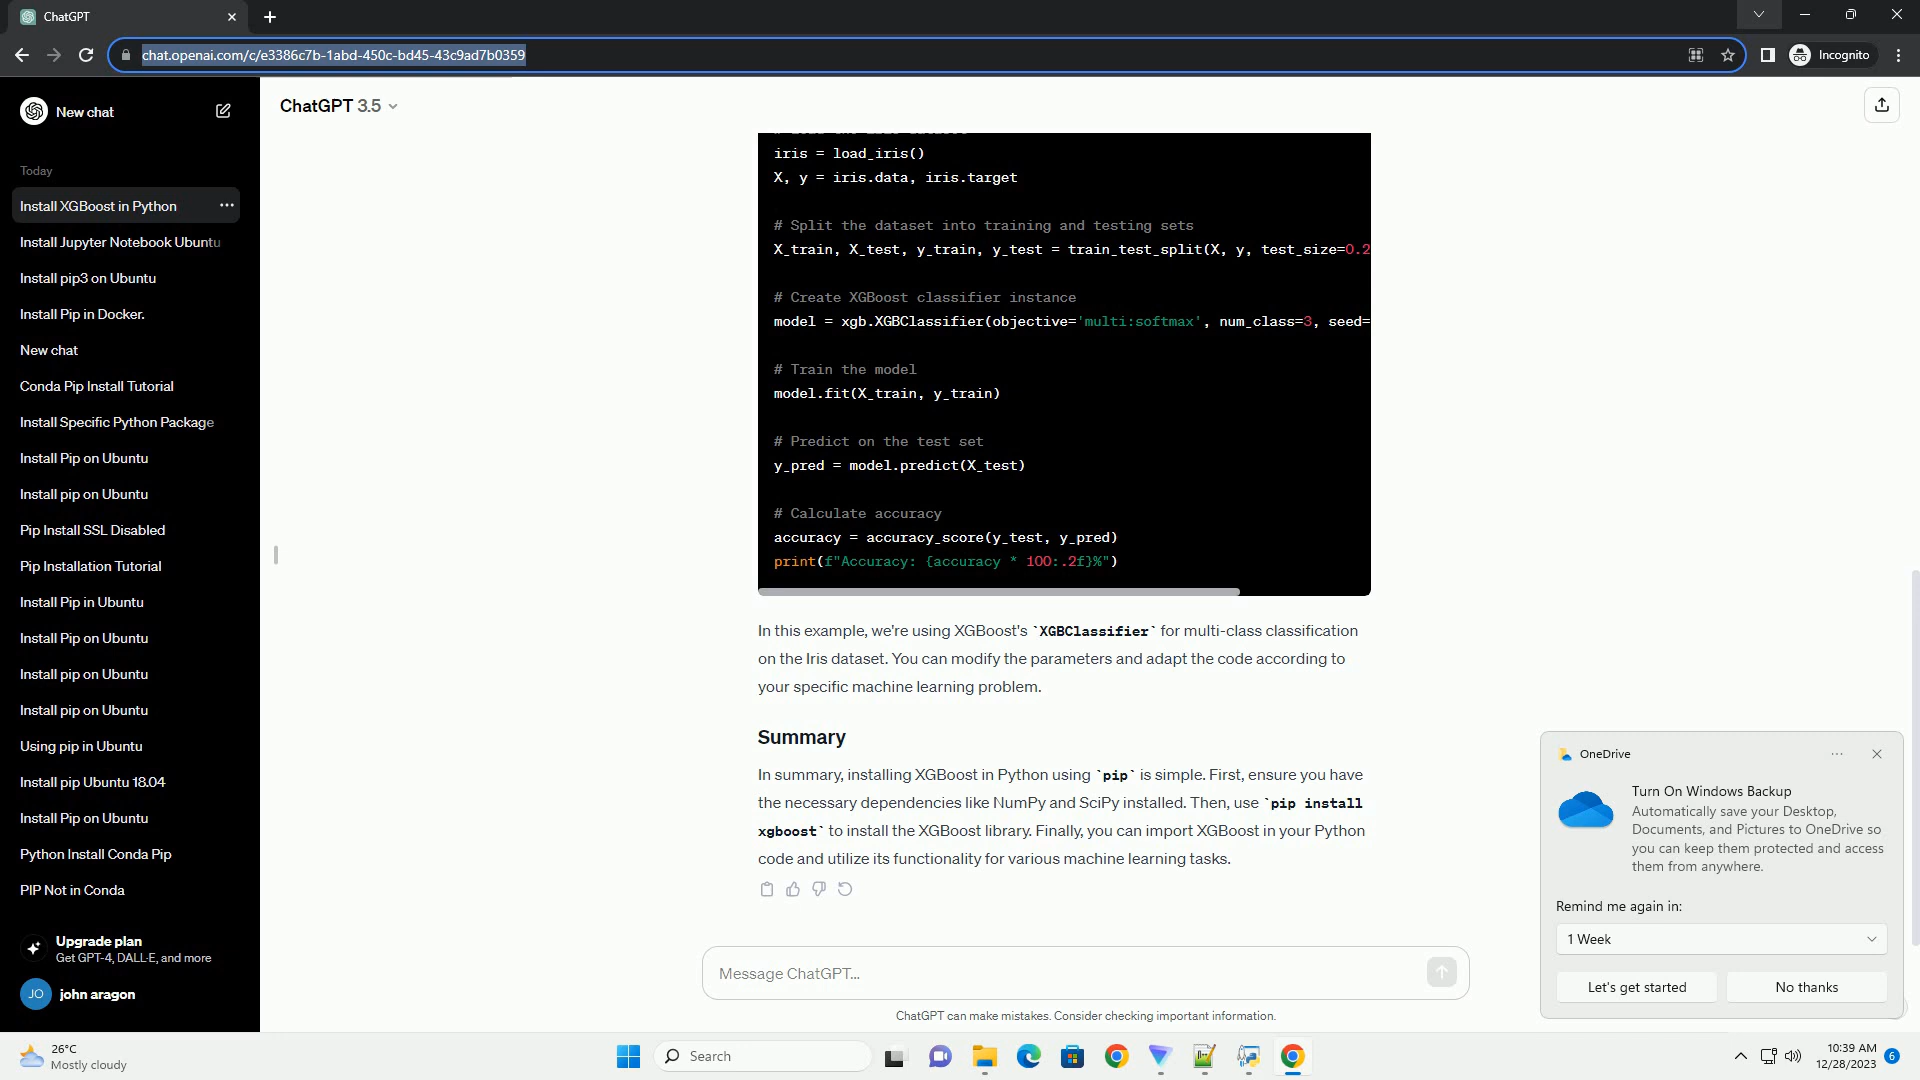 ChatGPT
chat.openai.com/c/e3386c7b-1abd-450c-bd45-43c9ad7b0359
Incognito
New chat
ChatGPT 3.5
Today
Install XGBoost in Python
Install Jupyter Notebook Ubuntu
Install pip3 on Ubuntu
Install Pip in Docker.
New chat
Conda Pip Install Tutorial
Install Specific Python Package
Install Pip on Ubuntu
Install pip on Ubuntu
Pip Install SSL Disabled
Pip Installation Tutorial
Install Pip in Ubuntu
Install Pip on Ubuntu
Install pip on Ubuntu
Install pip on Ubuntu
Using pip in Ubuntu
Install pip Ubuntu 18.04
Install Pip on Ubuntu
Python Install Conda Pip
PIP Not in Conda
Upgrade plan
Get GPT-4, DALL·E, and more
JO john aragon
iris = load_iris()
X, y = iris.data, iris.target
# Split the dataset into training and testing sets
X_train, X_test, y_train, y_test = train_test_split(X, y, test_size=0.2
# Create XGBoost classifier instance
model = xgb.XGBClassifier(objective='multi:softmax', num_class=3, seed=
# Train the model
model.fit(X_train, y_train)
# Predict on the test set
y_pred = model.predict(X_test)
# Calculate accuracy
accuracy = accuracy_score(y_test, y_pred)
print(f"Accuracy: {accuracy * 100:.2f}%")
In this example, we're using XGBoost's `XGBClassifier` for multi-class classification
on the Iris dataset. You can modify the parameters and adapt the code according to
your specific machine learning problem.
Summary
In summary, installing XGBoost in Python using `pip` is simple. First, ensure you have
the necessary dependencies like NumPy and SciPy installed. Then, use `pip install
xgboost` to install the XGBoost library. Finally, you can import XGBoost in your Python
code and utilize its functionality for various machine learning tasks.
Message ChatGPT...
ChatGPT can make mistakes. Consider checking important information.
OneDrive
Turn On Windows Backup
Automatically save your Desktop,
Documents, and Pictures to OneDrive so
you can keep them protected and access
them from anywhere.
Remind me again in:
1 Week
Let's get started
No thanks
26°C
Mostly cloudy
Search
10:39 AM
12/28/2023
6